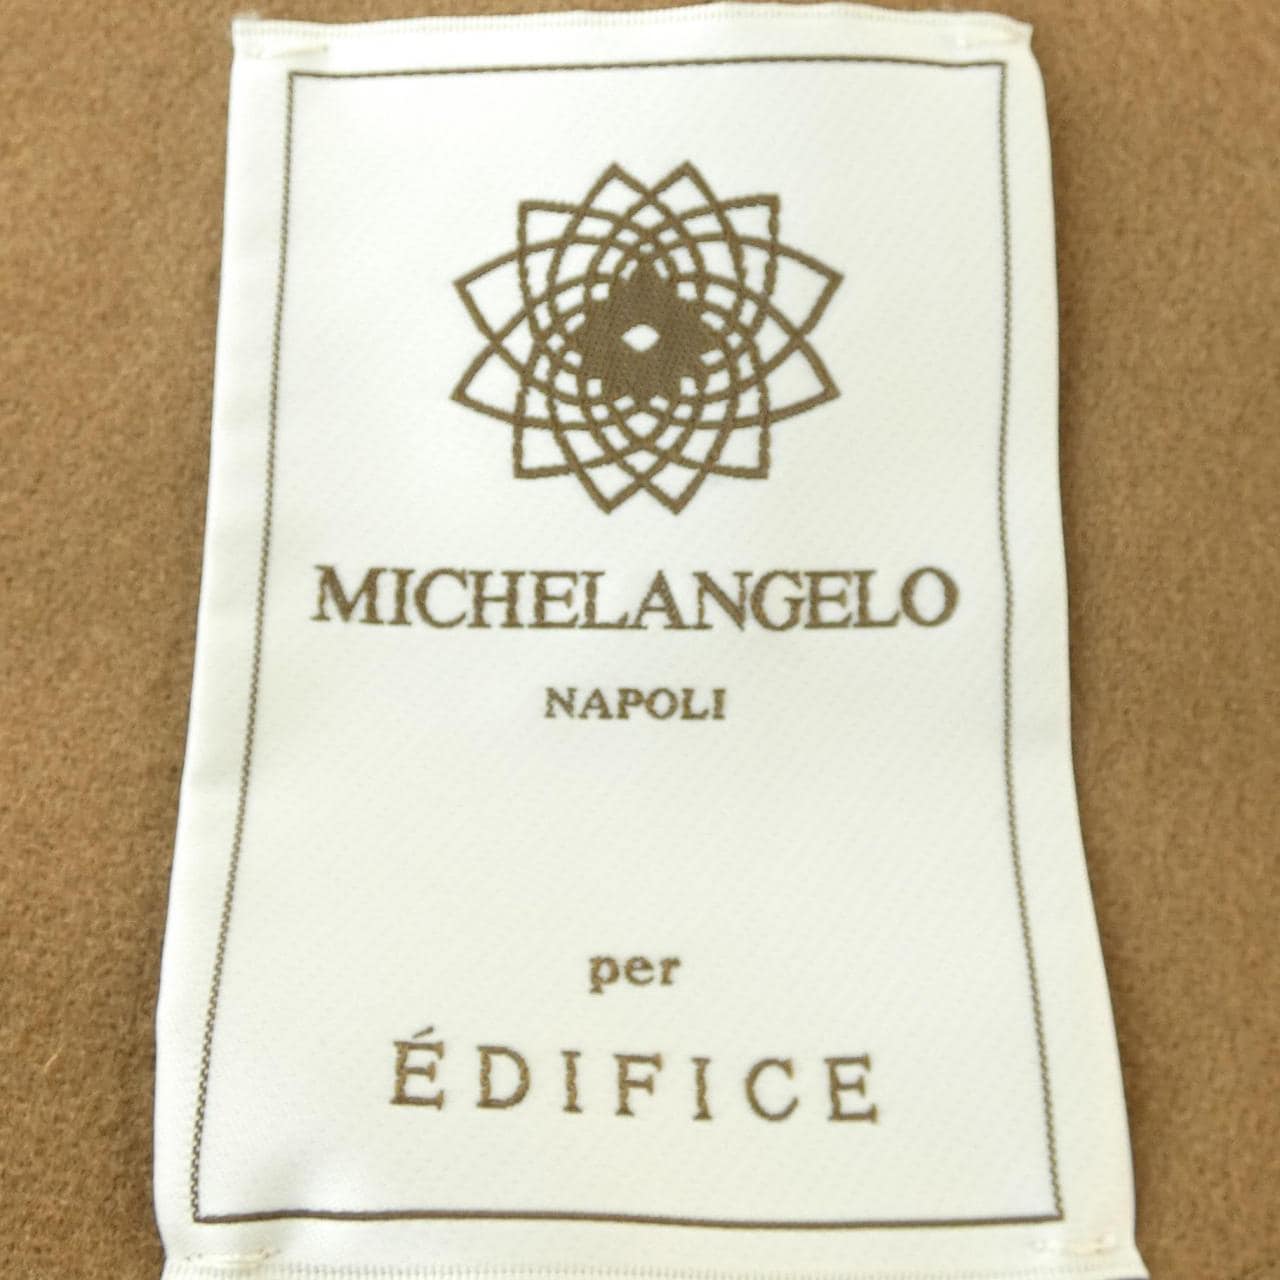 MICHELANGELO
NAPOLI
per
ÉDIFICE